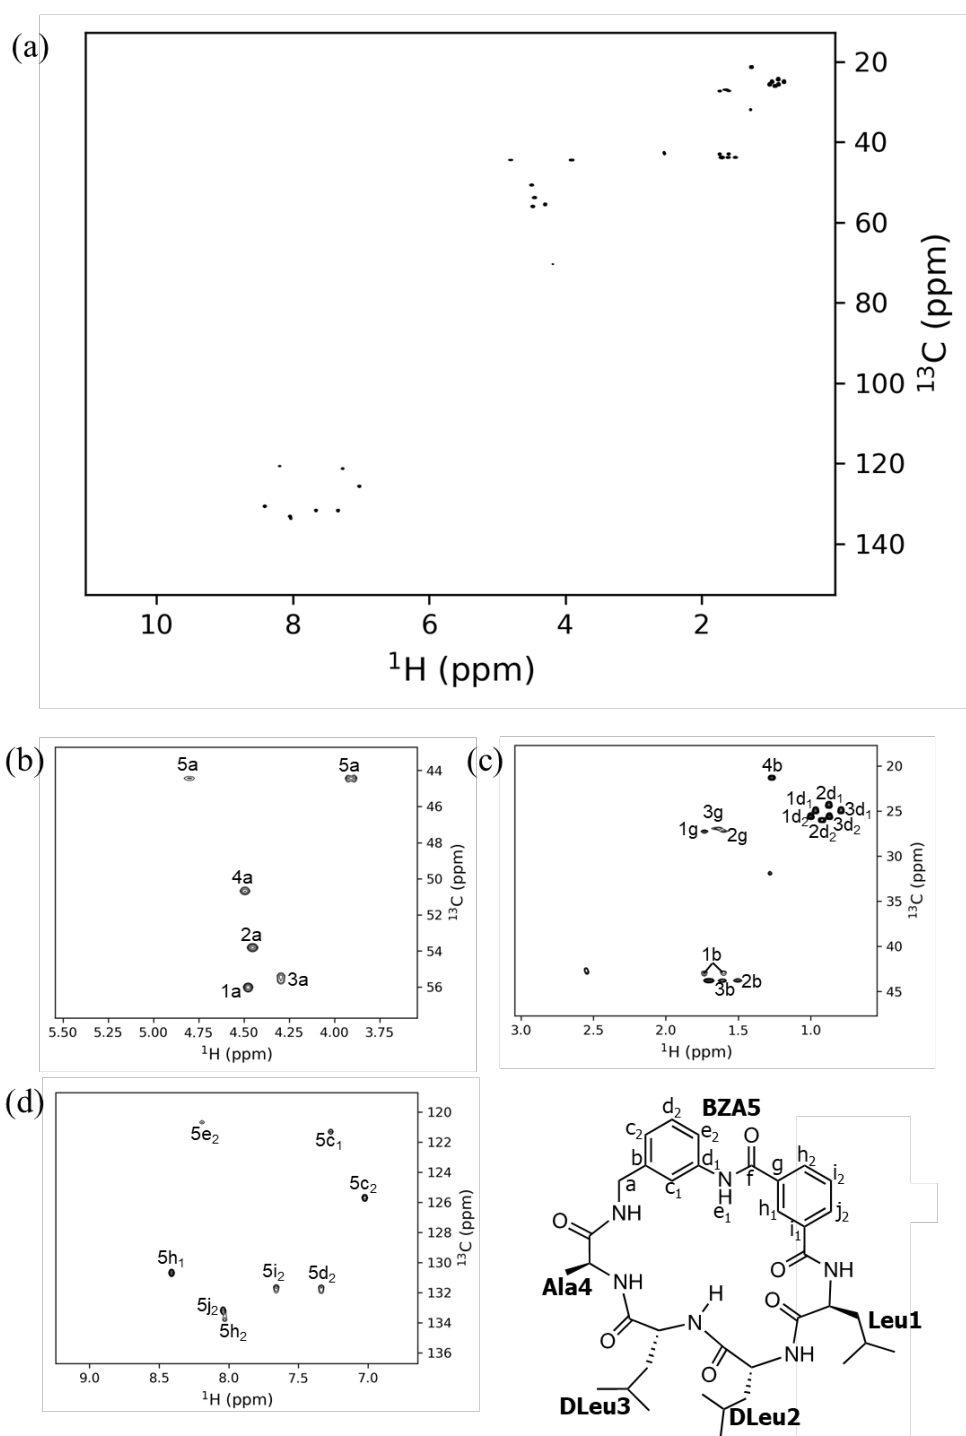 (a)
20
40
60
80
100
120
140
13C (ppm)
10 8 6 4 2
1H (ppm)
(b)
5a 5a
4a
2a
3a
1a
44
46
48
50
52
54
56
13C (ppm)
5.50 5.25 5.00 4.75 4.50 4.25 4.00 3.75
1H (ppm)
(c)
4b
1d1 2d1 3d1
1d2 2d2 3d2
3g
1g 2g
1b
3b 2b
20
25
30
35
40
45
13C (ppm)
3.0 2.5 2.0 1.5 1.0
1H (ppm)
(d)
5e2 5c1
5c2
5h1 5i2 5d2
5j2
5h2
120
122
124
126
128
130
132
134
136
13C (ppm)
9.0 8.5 8.0 7.5 7.0
1H (ppm)
d2 BZA5
c2 e2 O
b d1 g h2
a c1 N f i2
H
e1 h1 j2
i1
NH
O
O NH
Ala4 NH H O
N Leu1
O
O NH
DLeu3 DLeu2